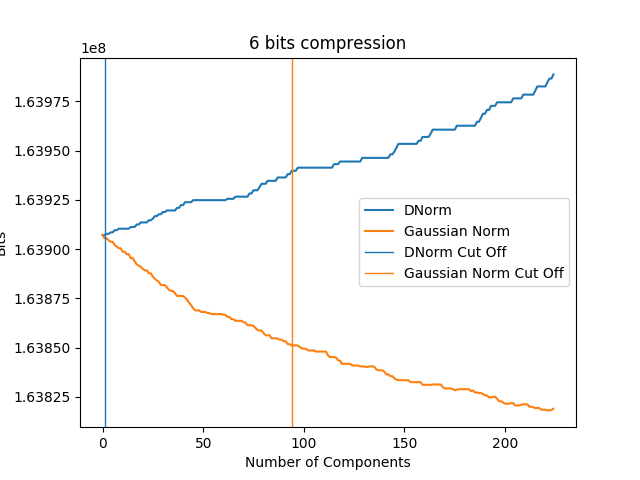 6 bits compression
1e8
1.63975
1.63950
1.63925
1.63900
1.63875
1.63850
1.63825
Bits
DNorm
Gaussian Norm
DNorm Cut Off
Gaussian Norm Cut Off
0 50 100 150 200
Number of Components